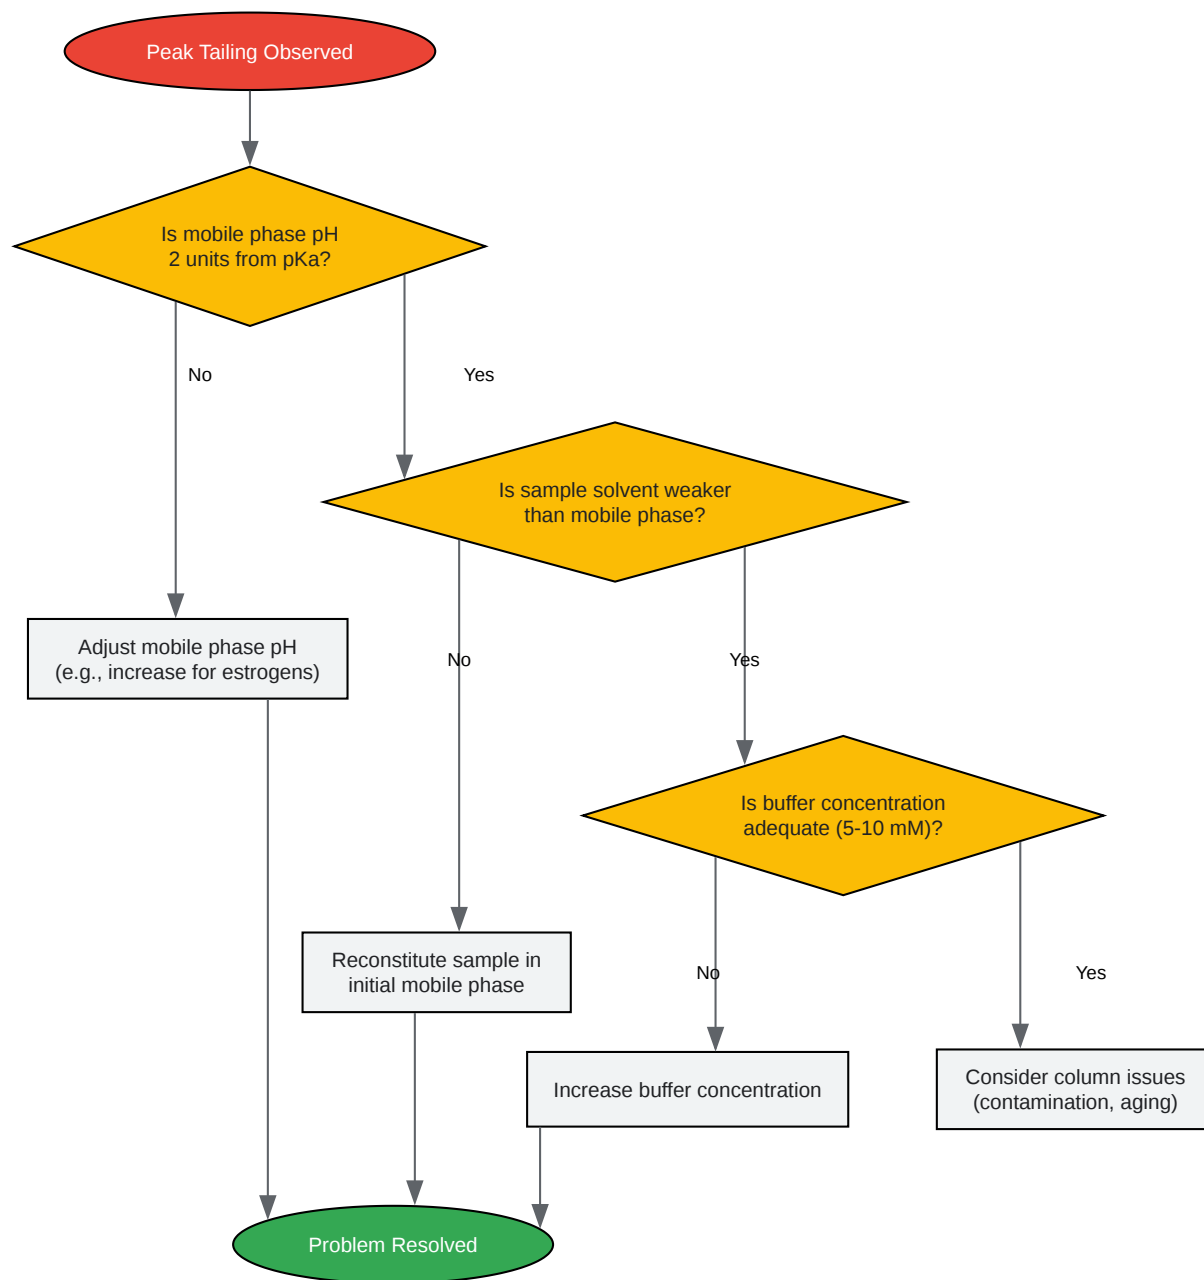 Peak Tailing Observed
Is mobile phase pH
2 units from pKa?
No
Yes
Is sample solvent weaker
than mobile phase?
Adjust mobile phase pH
(e.g., increase for estrogens)
No
Yes
Is buffer concentration
adequate (5-10 mM)?
Reconstitute sample in
initial mobile phase
No
Yes
Increase buffer concentration
Consider column issues
(contamination, aging)
Problem Resolved